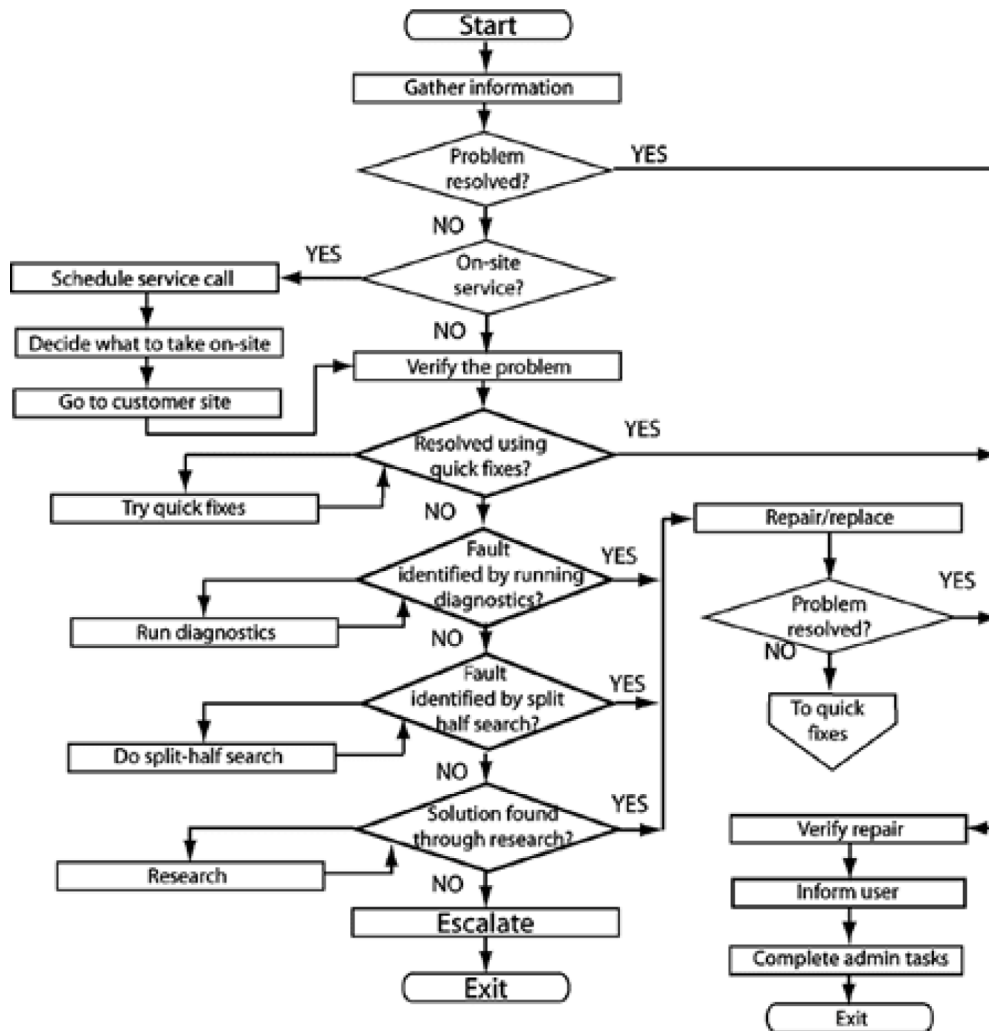 Start
Gather information
Problem
resolved?
YES
NO
YES
On-site
service?
Schedule service call
NO
Decide what to take on-site
Verify the problem
Go to customer site
Resolved using
quick fixes?
YES
Try quick fixes
NO
Repair/replace
Fault
identified by running
diagnostics?
YES
YES
Problem
resolved?
Run diagnostics
NO
NO
Fault
identified by split
half search?
YES
To quick
fixes
Do split-half search
NO
Solution found
through research?
YES
Verify repair
Research
NO
Inform user
Escalate
Complete admin tasks
Exit
Exit